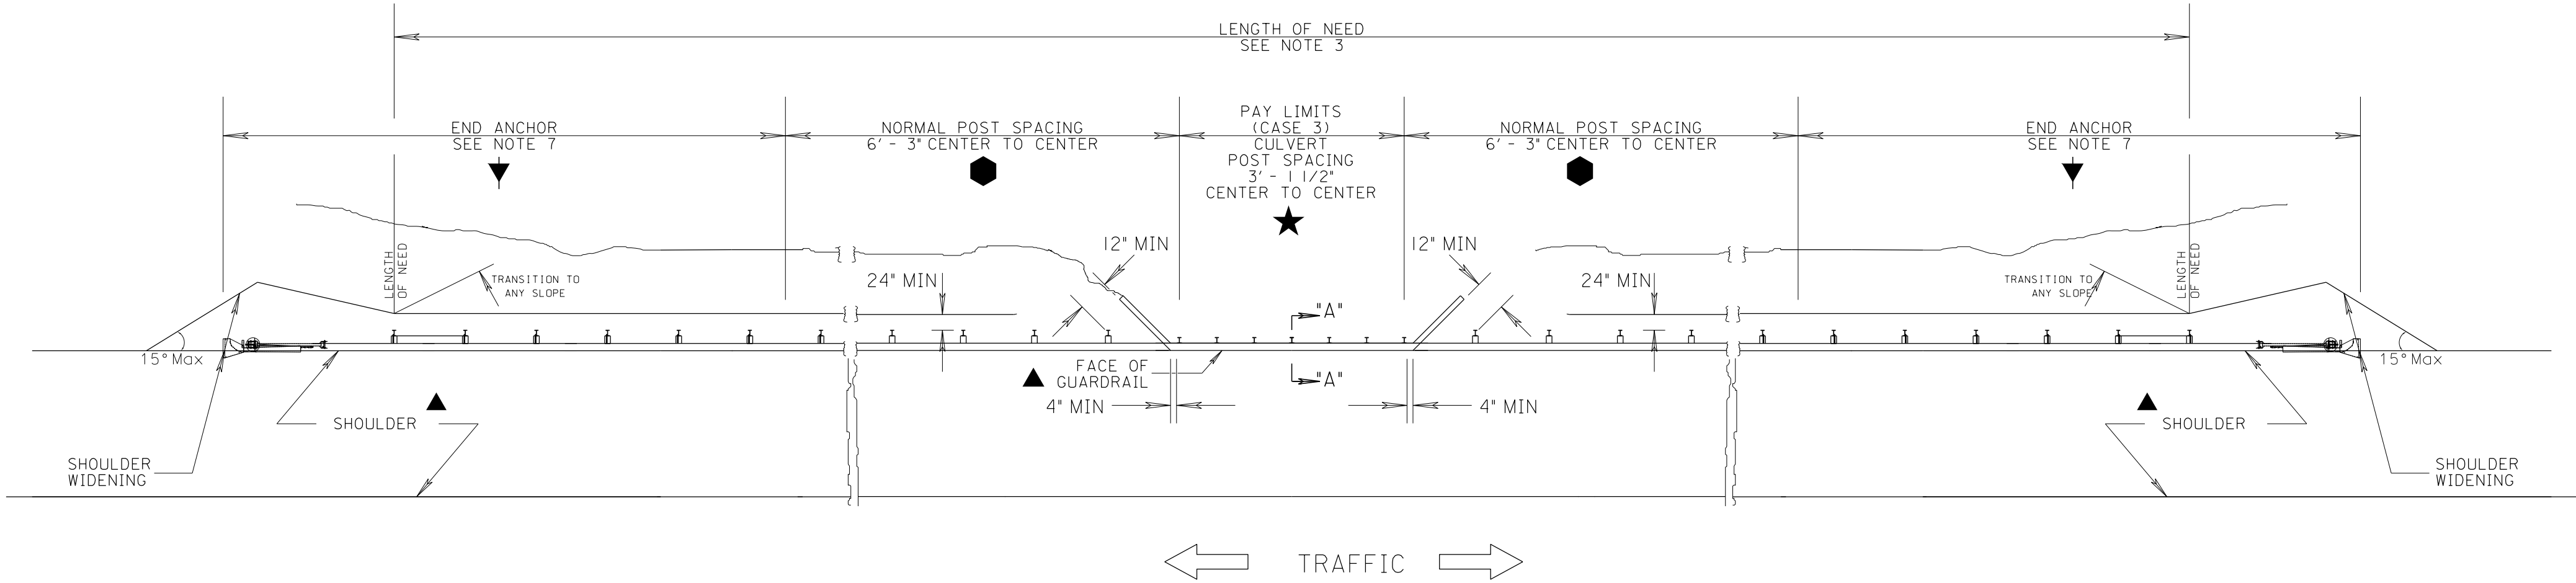 LENGTH OF NEED
SEE NOTE 3
END ANCHOR
SEE NOTE 7
NORMAL POST SPACING
6' - 3" CENTER TO CENTER
PAY LIMITS
(CASE 3)
CULVERT
POST SPACING
3' - 1 1/2"
CENTER TO CENTER
NORMAL POST SPACING
6' - 3" CENTER TO CENTER
END ANCHOR
SEE NOTE 7
LENGTH
OF NEED
TRANSITION TO
ANY SLOPE
24" MIN
12" MIN
12" MIN
24" MIN
TRANSITION TO
ANY SLOPE
LENGTH
OF NEED
"A"
15° Max
FACE OF
GUARDRAIL
"A"
15° Max
4" MIN
4" MIN
SHOULDER
SHOULDER
SHOULDER
WIDENING
SHOULDER
WIDENING
TRAFFIC